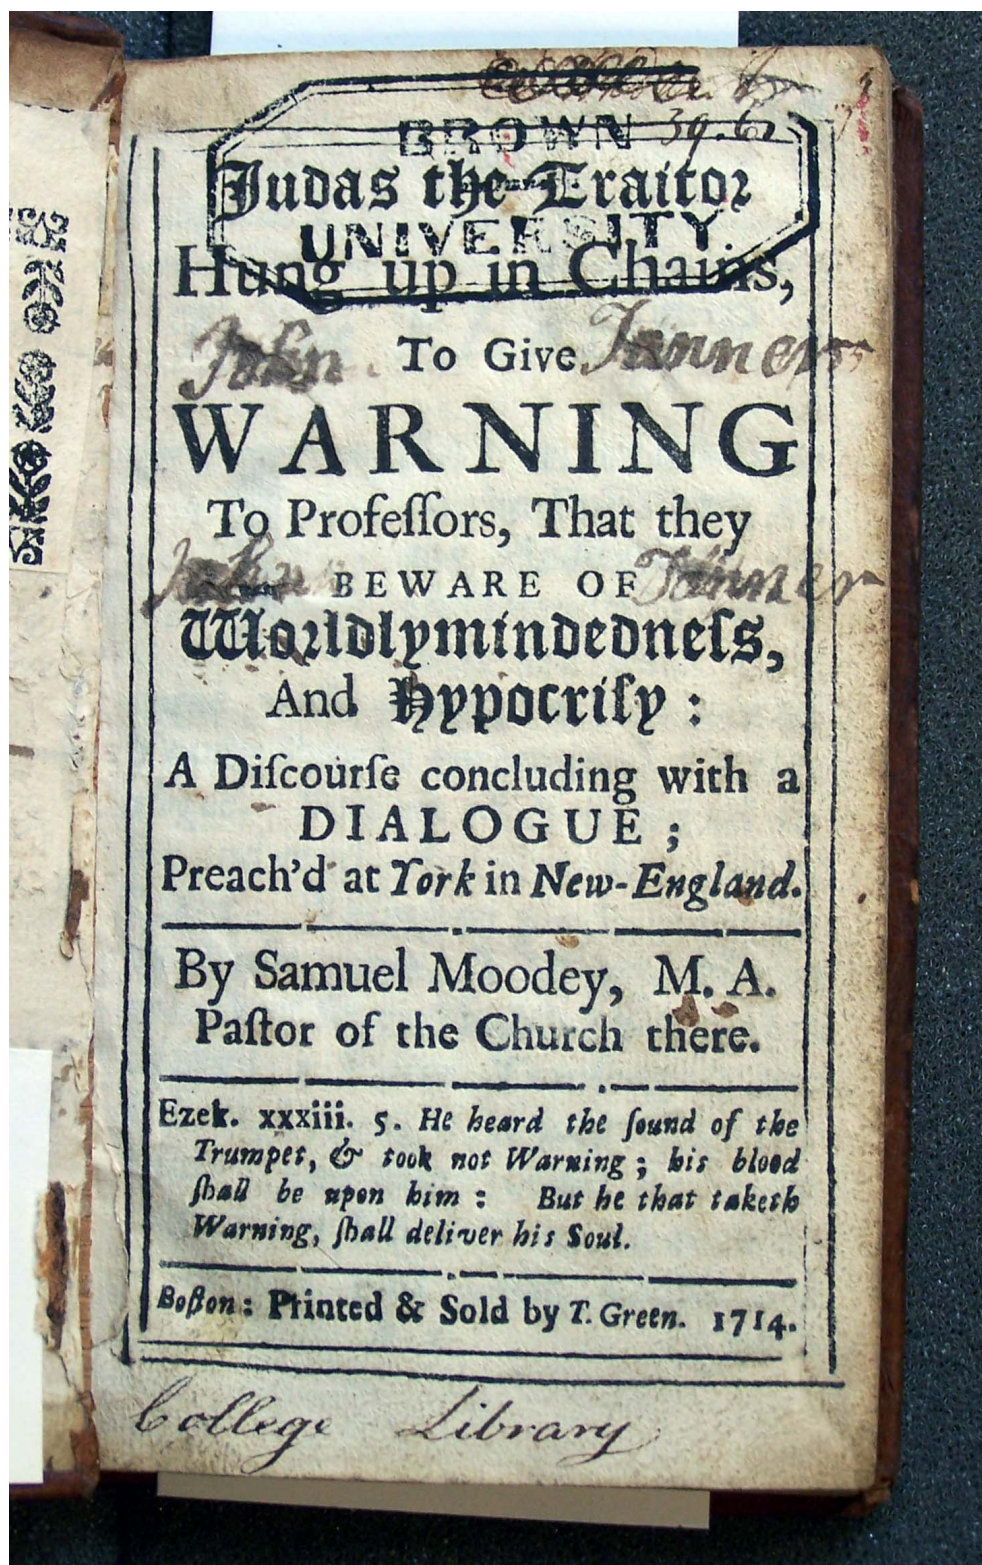 39.62
BROWN
Judas the Traitor
UNIVERSITY
Hung up in Chains,
John To Give Tanner
WARNING
To Profeſſors, That they
John BEWARE OF Tanner
Worldlymindedneſs,
And Hypocriſy :
A Diſcourſe concluding with a
DIALOGUE ;
Preach'd at York in New-England.
By Samuel Moodey, M. A.
Paſtor of the Church there.
Ezek. xxxiii. 5. He heard the ſound of the
Trumpet, & took not Warning ; his blood
ſhall be upon him : But he that taketh
Warning, ſhall deliver his Soul.
Boſton : Printed & Sold by T. Green. 1714.
College Library